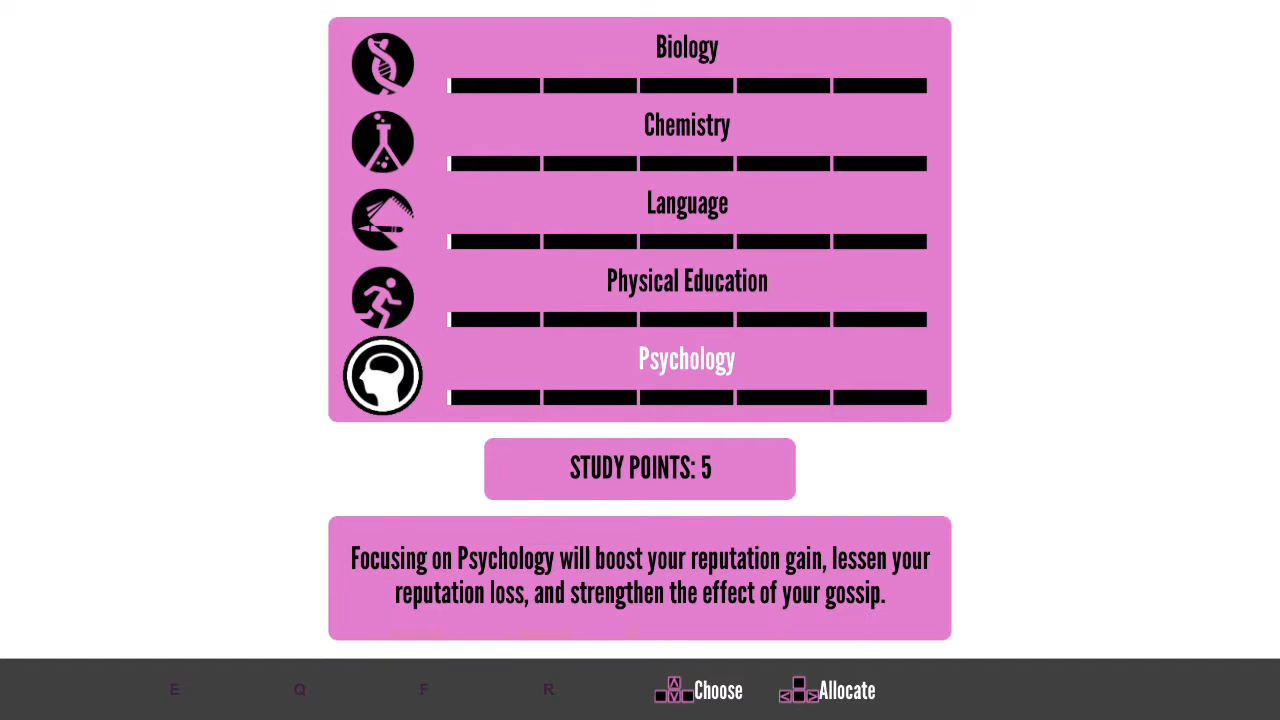 Biology
Chemistry
Language
Physical Education
Psychology
STUDY POINTS: 5
Focusing on Psychology will boost your reputation gain, lessen your
reputation loss, and strengthen the effect of your gossip.
E Q F R Choose Allocate